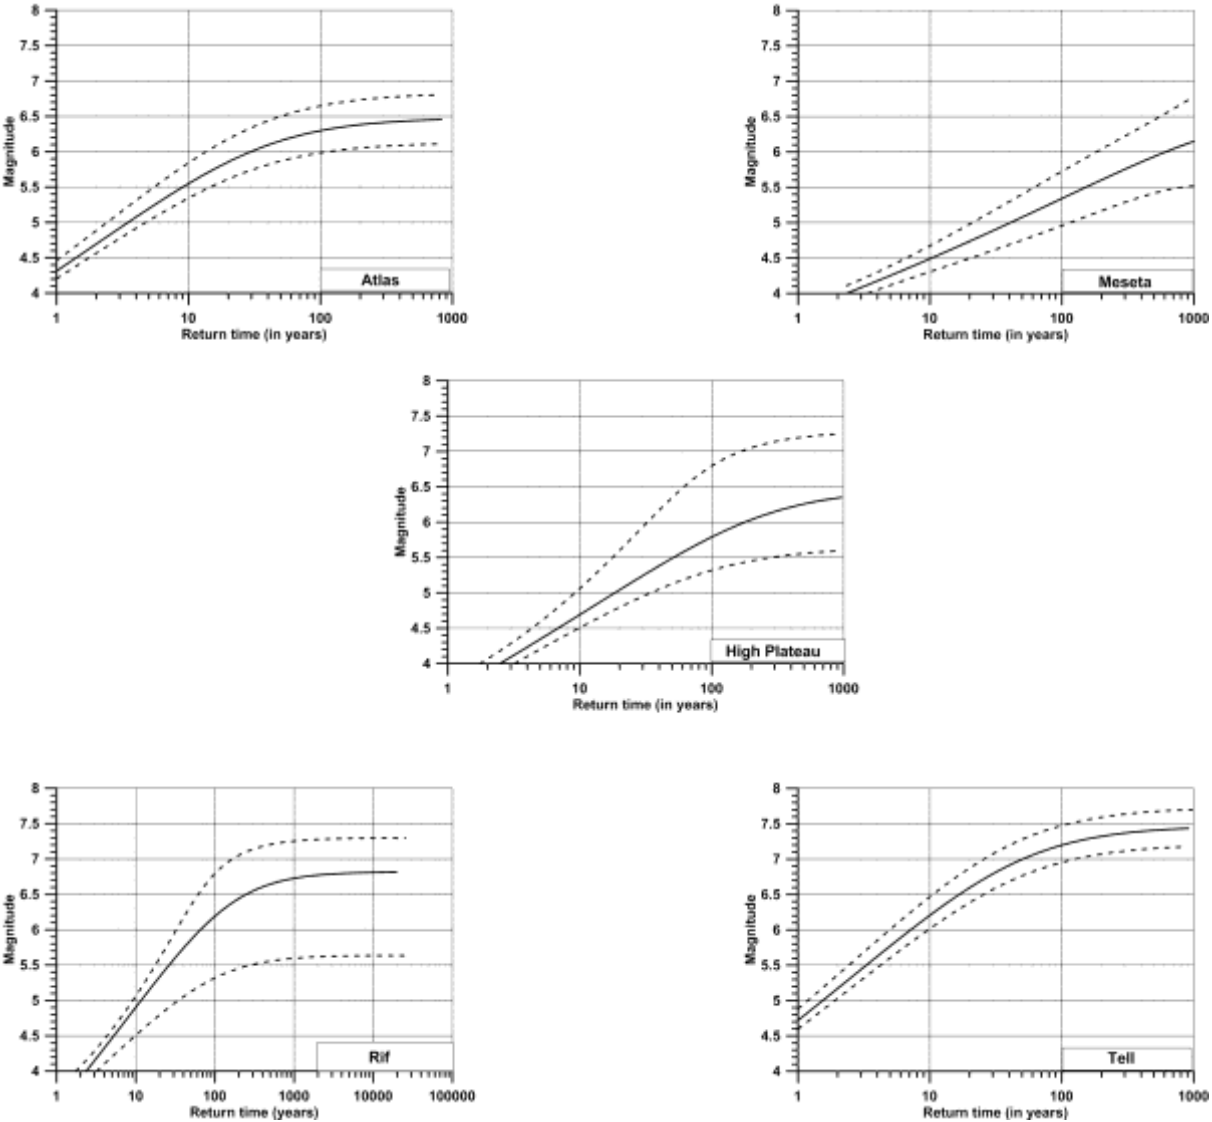 8
7.5
7
6.5
6
5.5
5
4.5
4
Magnitude
Atlas
1 10 100 1000
Return time (in years)
8
7.5
7
6.5
6
5.5
5
4.5
4
Magnitude
Meseta
1 10 100 1000
Return time (in years)
8
7.5
7
6.5
6
5.5
5
4.5
4
Magnitude
High Plateau
1 10 100 1000
Return time (in years)
8
7.5
7
6.5
6
5.5
5
4.5
4
Magnitude
Rif
1 10 100 1000 10000 100000
Return time (years)
8
7.5
7
6.5
6
5.5
5
4.5
4
Magnitude
Tell
1 10 100 1000
Return time (in years)